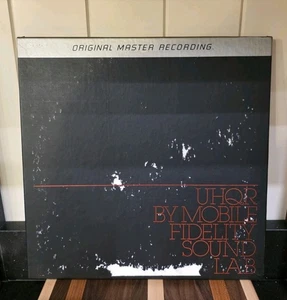 ORIGINAL MASTER RECORDING
UHQR
BY MOBILE
FIDELITY
SOUND
LAB